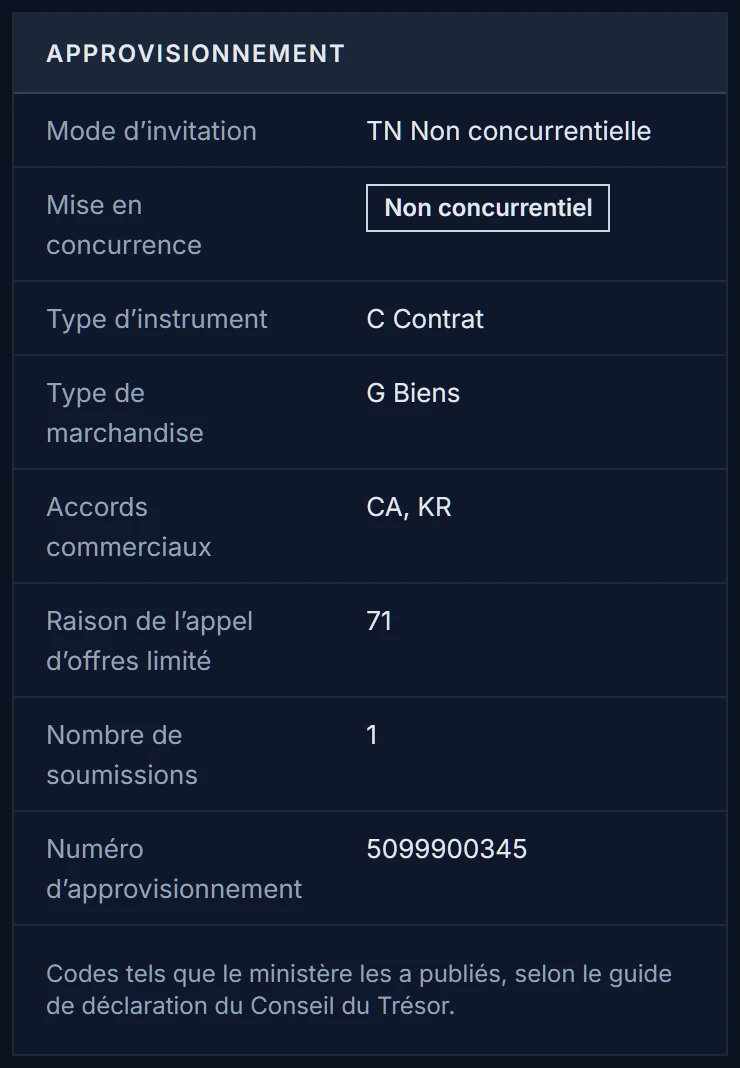 APPROVISIONNEMENT
Mode d’invitation TN Non concurrentielle
Mise en Non concurrentiel
concurrence
Type d’instrument C Contrat
Type de G Biens
marchandise
Accords CA, KR
commerciaux
Raison de l’appel 71
d’offres limité
Nombre de 1
soumissions
Numéro 5099900345
d’approvisionnement
Codes tels que le ministère les a publiés, selon le guide
de déclaration du Conseil du Trésor.